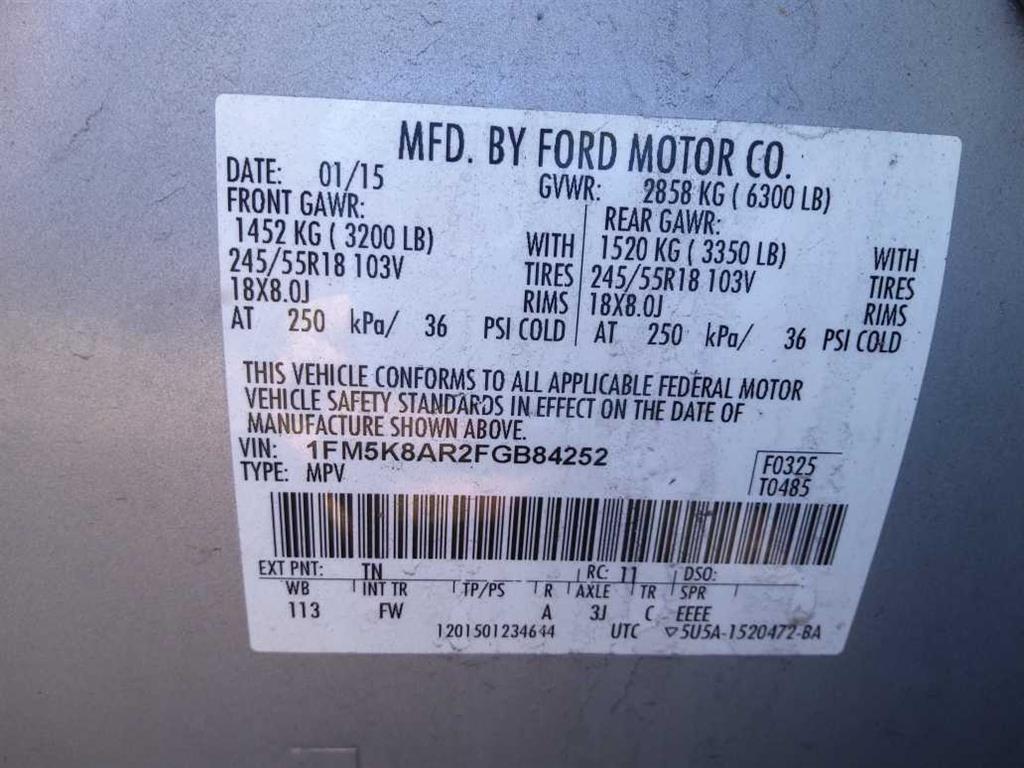 MFD. BY FORD MOTOR CO.
DATE: 01/15 GVWR: 2858 KG ( 6300 LB)
FRONT GAWR: REAR GAWR:
1452 KG ( 3200 LB) WITH 1520 KG ( 3350 LB) WITH
245/55R18 103V TIRES 245/55R18 103V TIRES
18X8.0J RIMS 18X8.0J RIMS
AT 250 kPa/ 36 PSI COLD AT 250 kPa/ 36 PSI COLD
THIS VEHICLE CONFORMS TO ALL APPLICABLE FEDERAL MOTOR
VEHICLE SAFETY STANDARDS IN EFFECT ON THE DATE OF
MANUFACTURE SHOWN ABOVE.
VIN: 1FM5K8AR2FGB84252 F0325
TYPE: MPV T0485
EXT PNT: TN RC: 11 DSO:
WB INT TR TP/PS R AXLE TR SPR
113 FW A 3J C EEEE
1201501234644 UTC ▽5U5A-1520472-BA